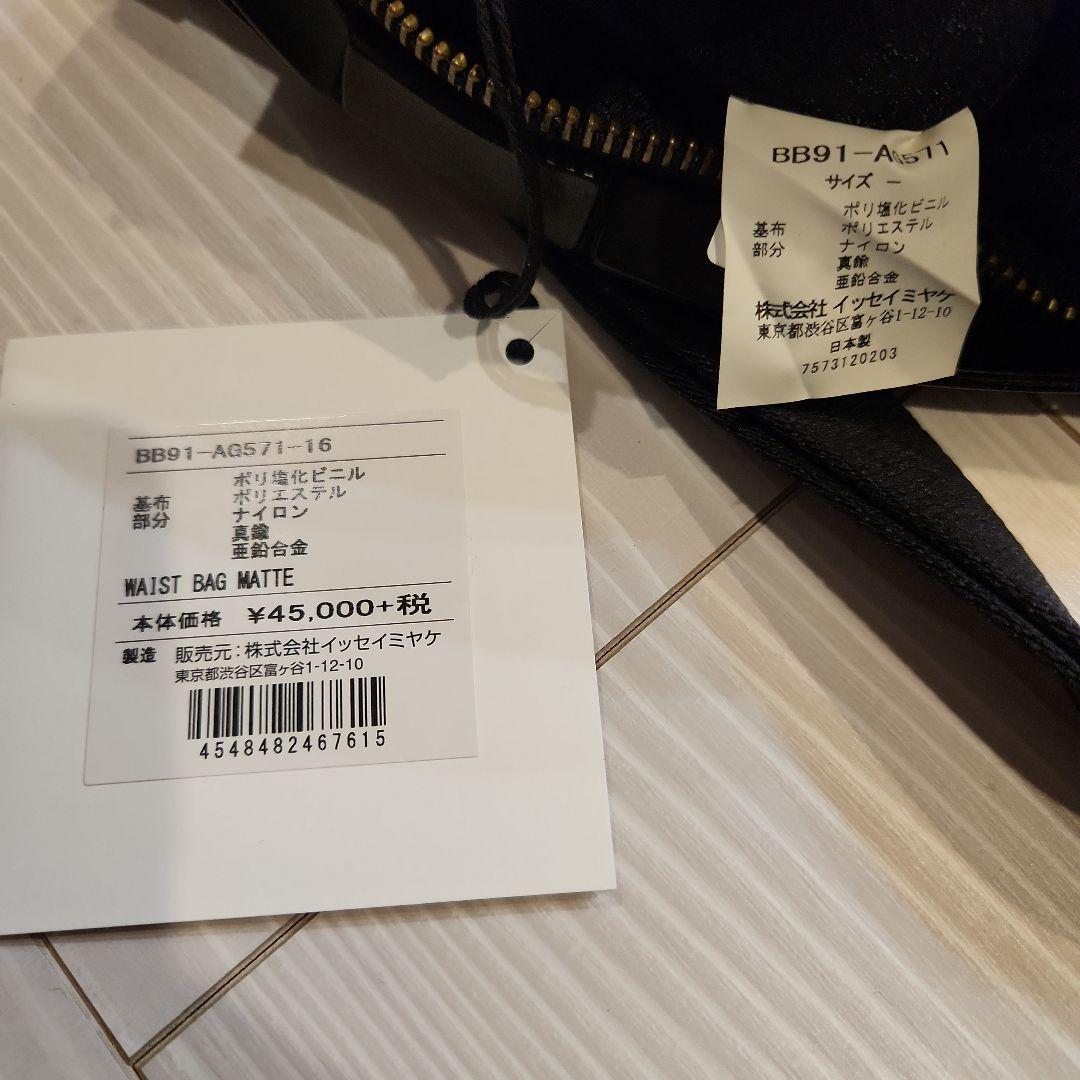 BB91-AG571-16
ポリ塩化ビニル
基布 ポリエステル
部分 ナイロン
真鍮
亜鉛合金
WAIST BAG MATTE
本体価格 ¥45,000+税
製造 販売元:株式会社イッセイミヤケ
東京都渋谷区富ヶ谷1-12-10
4548482467615
BB91-AG571
サイズ ー
ポリ塩化ビニル
基布 ポリエステル
部分 ナイロン
真鍮
亜鉛合金
株式会社 イッセイミヤケ
東京都渋谷区富ヶ谷1-12-10
日本製
7573120203